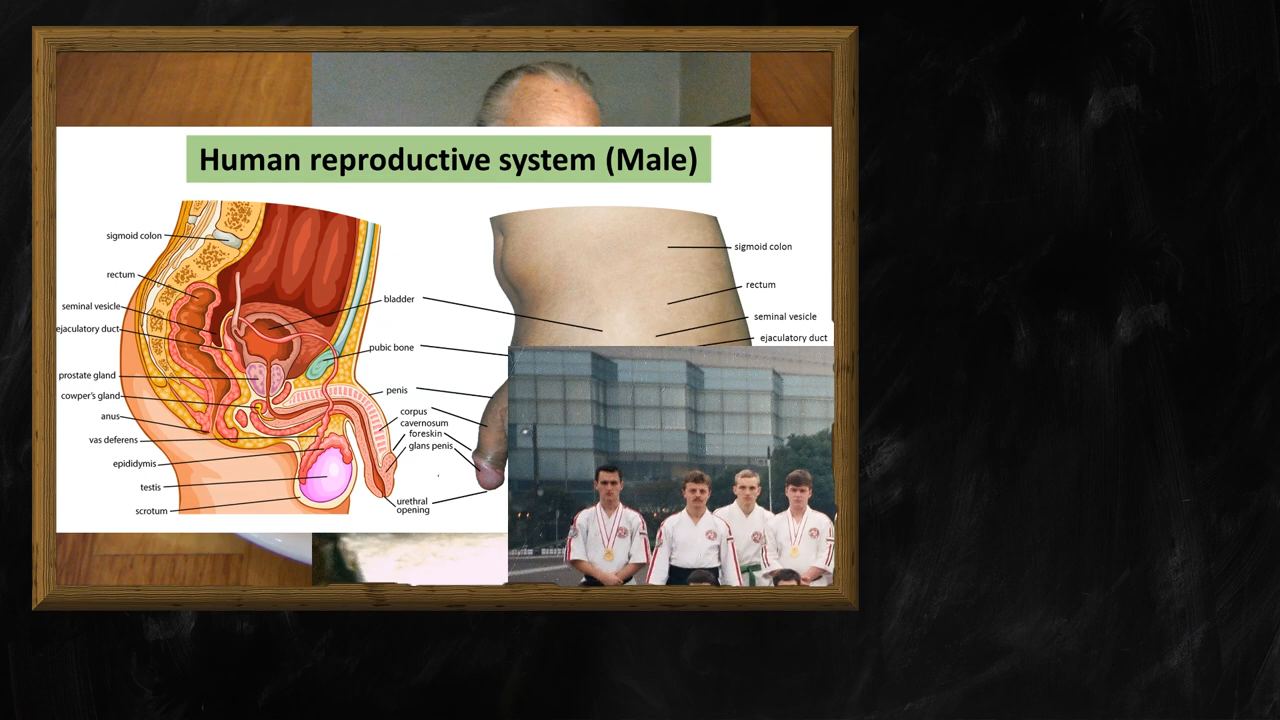 Human reproductive system (Male)
sigmoid colon
rectum
seminal vesicle
ejaculatory duct
prostate gland
cowper's gland
anus
vas deferens
epididymis
testis
scrotum
bladder
pubic bone
penis
corpus
cavernosum
foreskin
glans penis
urethral
opening
sigmoid colon
rectum
seminal vesicle
ejaculatory duct